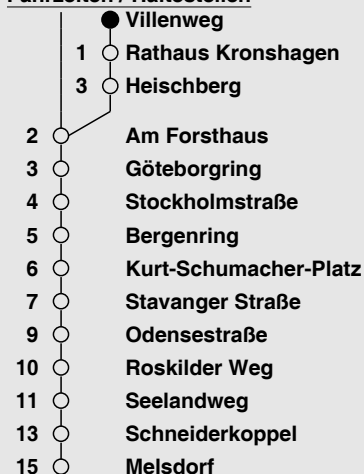 Fahrzeiten / Haltestellen
Villenweg
1 Rathaus Kronshagen
3 Heischberg
2 Am Forsthaus
3 Göteborgring
4 Stockholmstraße
5 Bergenring
6 Kurt-Schumacher-Platz
7 Stavanger Straße
9 Odensestraße
10 Roskilder Weg
11 Seelandweg
13 Schneiderkoppel
15 Melsdorf